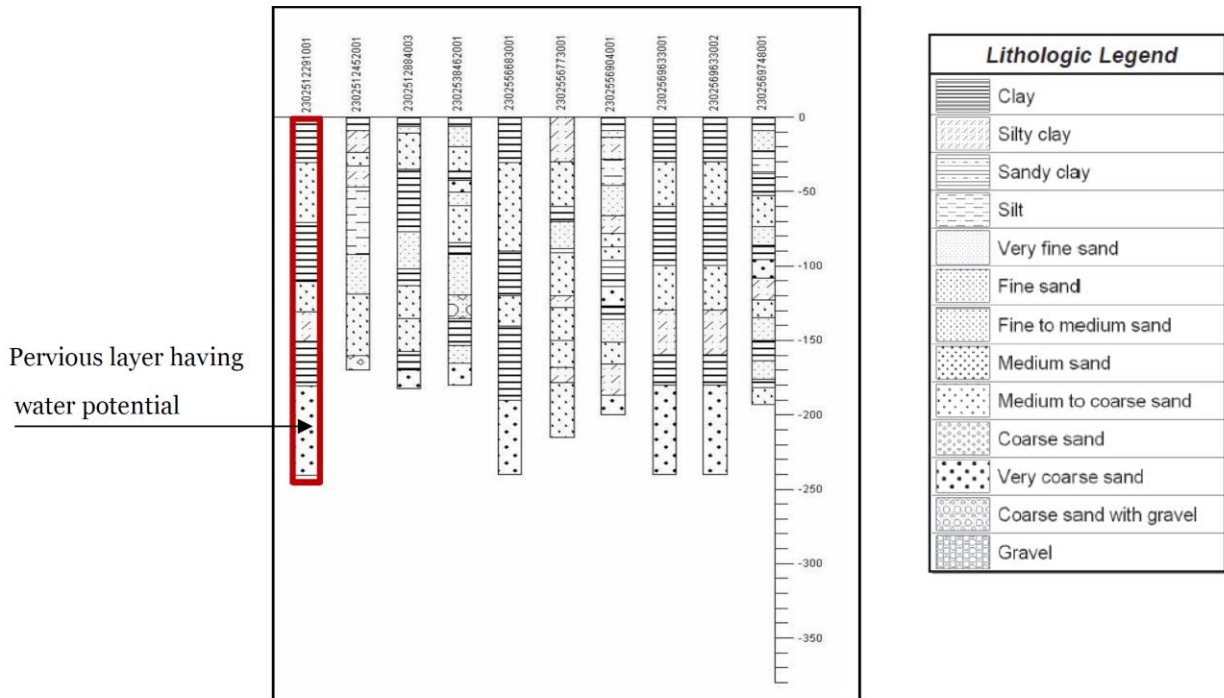 2302512291001
2302512452001
2302512884003
2302538462001
2302556683001
2302556773001
2302556904001
2302569633001
2302569633002
2302569748001
0
-50
-100
-150
-200
-250
-300
-350
Pervious layer having
water potential
Lithologic Legend
Clay
Silty clay
Sandy clay
Silt
Very fine sand
Fine sand
Fine to medium sand
Medium sand
Medium to coarse sand
Coarse sand
Very coarse sand
Coarse sand with gravel
Gravel